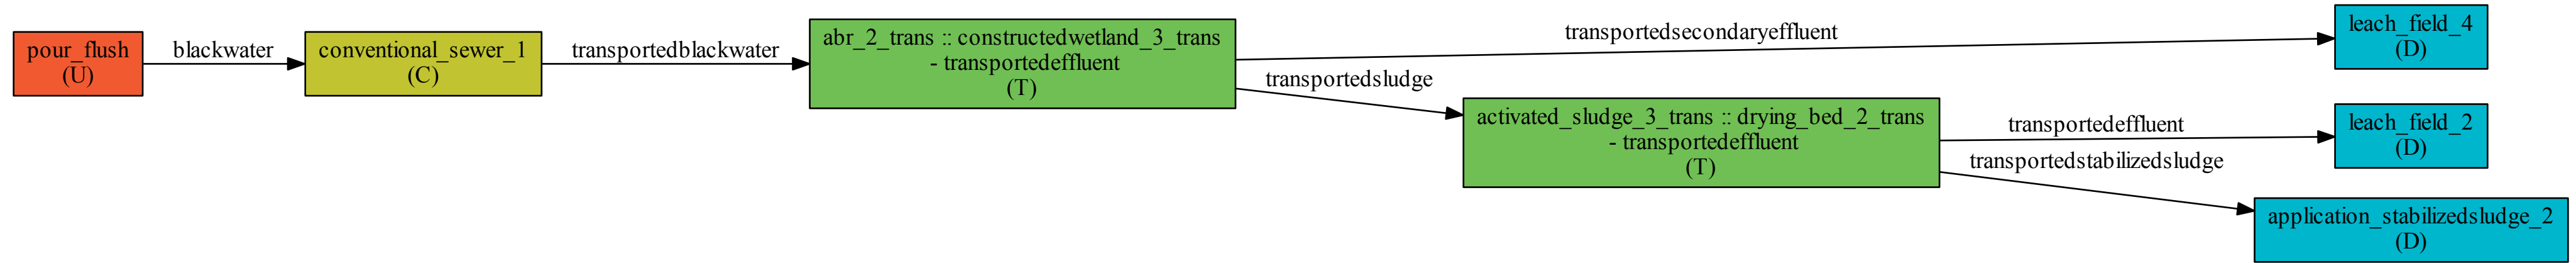 pour_flush
(U)
blackwater
conventional_sewer_1
(C)
transportedblackwater
abr_2_trans :: constructedwetland_3_trans
- transportedeffluent
(T)
transportedsecondaryeffluent
leach_field_4
(D)
transportedsludge
activated_sludge_3_trans :: drying_bed_2_trans
- transportedeffluent
(T)
transportedeffluent
leach_field_2
(D)
transportedstabilizedsludge
application_stabilizedsludge_2
(D)